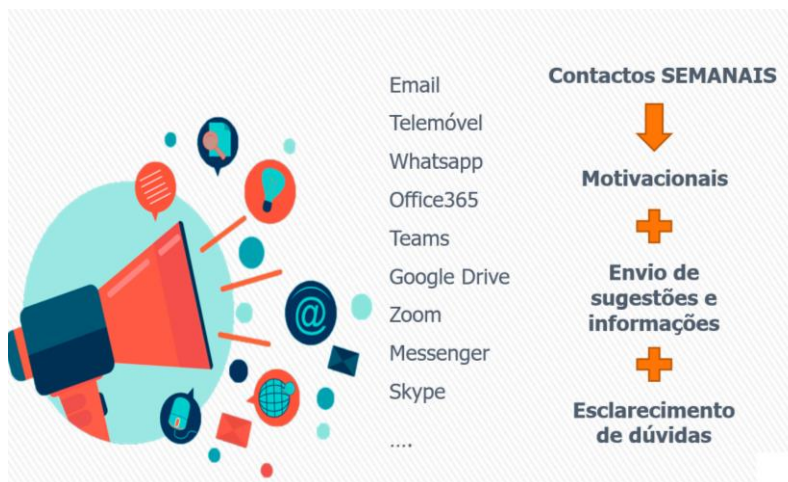 Email
Telemóvel
Whatsapp
Office365
Teams
Google Drive
Zoom
Messenger
Skype
....
Contactos SEMANAIS
Motivacionais
Envio de
sugestões e
informações
Esclarecimento
de dúvidas
@